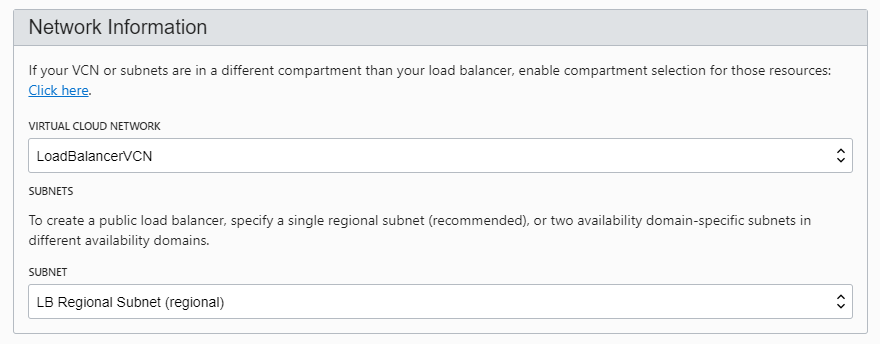 Network Information
If your VCN or subnets are in a different compartment than your load balancer, enable compartment selection for those resources:
Click here.
VIRTUAL CLOUD NETWORK
LoadBalancerVCN
SUBNETS
To create a public load balancer, specify a single regional subnet (recommended), or two availability domain-specific subnets in
different availability domains.
SUBNET
LB Regional Subnet (regional)